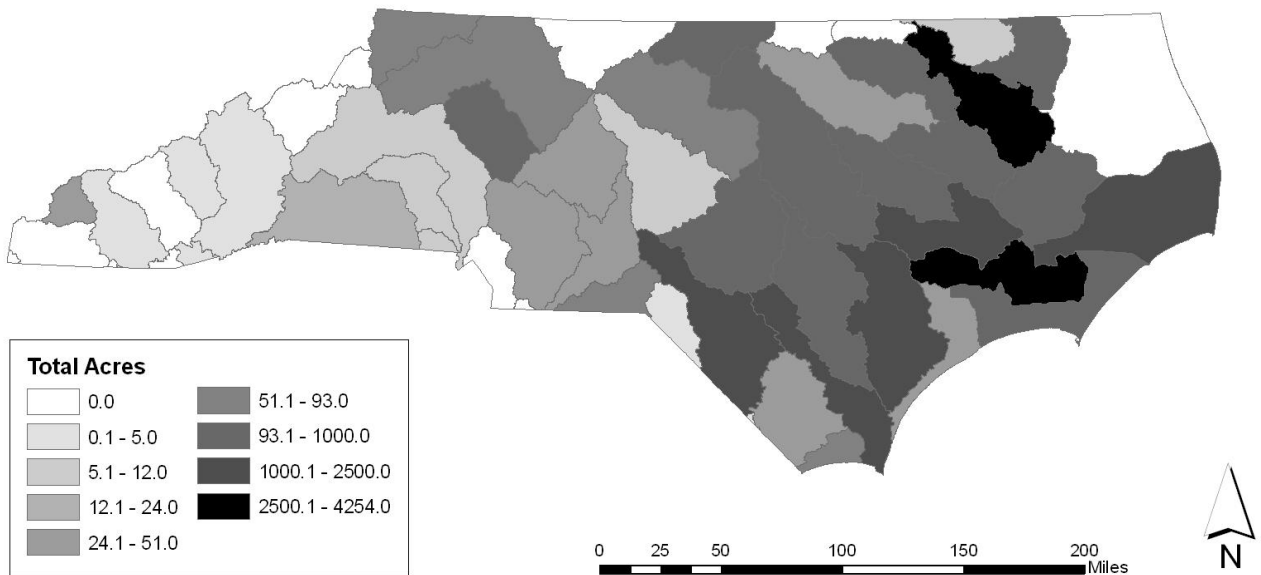 Total Acres
0.0
0.1 - 5.0
5.1 - 12.0
12.1 - 24.0
24.1 - 51.0
51.1 - 93.0
93.1 - 1000.0
1000.1 - 2500.0
2500.1 - 4254.0
0 25 50 100 150 200
Miles
N